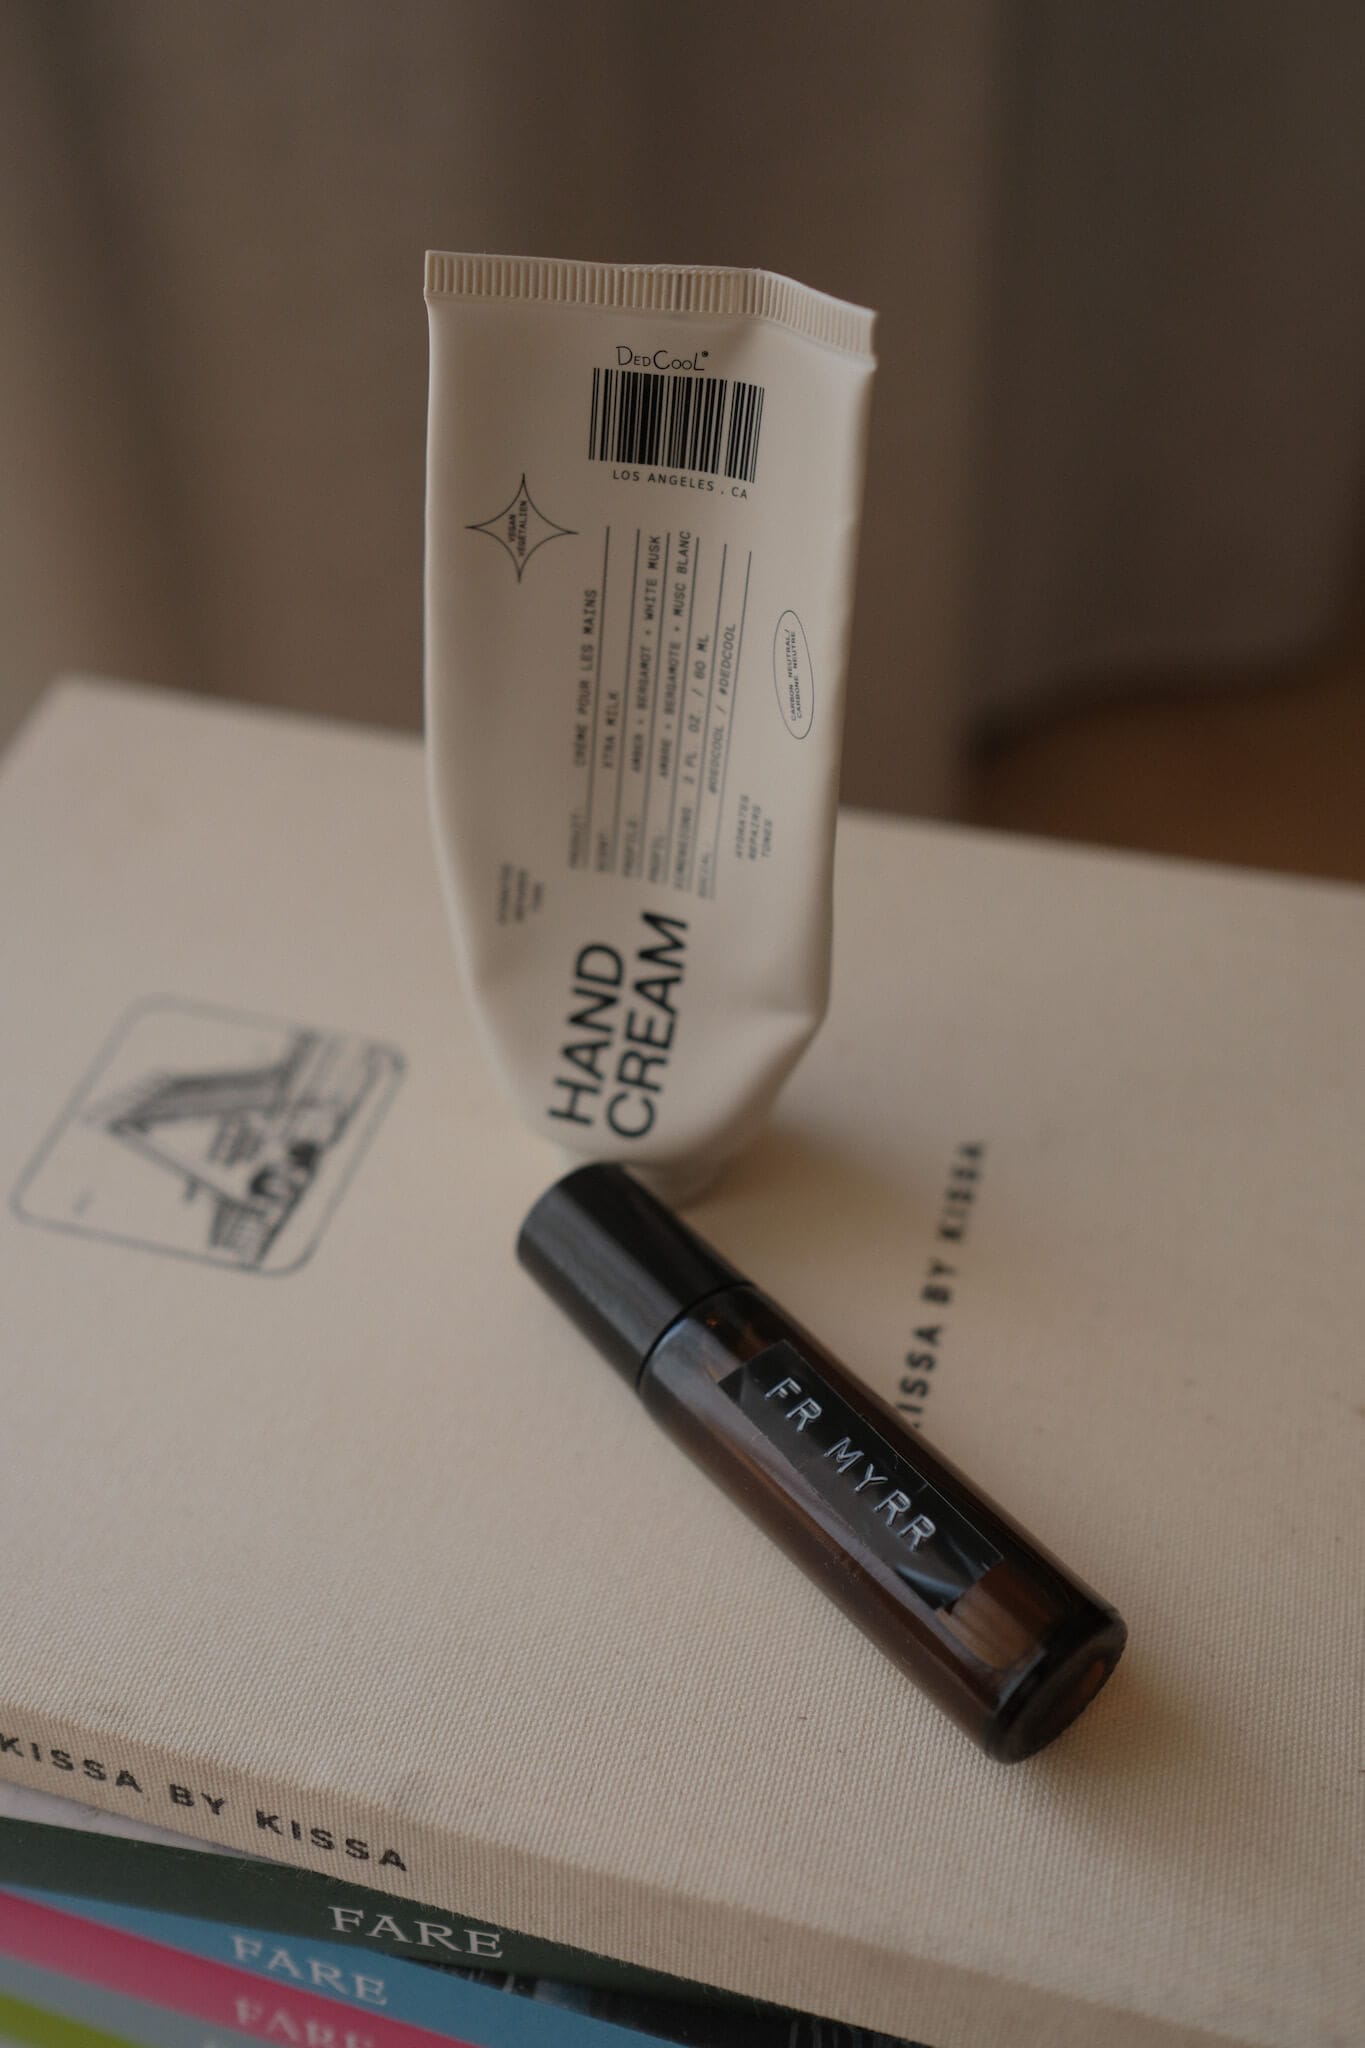 DedCool®
LOS ANGELES, CA
VEGAN
VÉGÉTALIEN
CRÈME POUR LES MAINS
XTRA MILK
PROFILE: AMBER + BERGAMOT + WHITE MUSK
PROFIL: AMBRE + BERGAMOTE + MUSC BLANC
DIMENSIONS: 2 FL. OZ. / 60 ML
SOCIAL: @DEDCOOL / #DEDCOOL
CARBON NEUTRAL/
CARBONE NEUTRE
HYDRATES
REPAIRS
TONES
HAND
CREAM
FR MYRR
KISSA BY KISSA
KISSA BY KISSA
FARE
FARE
FARE